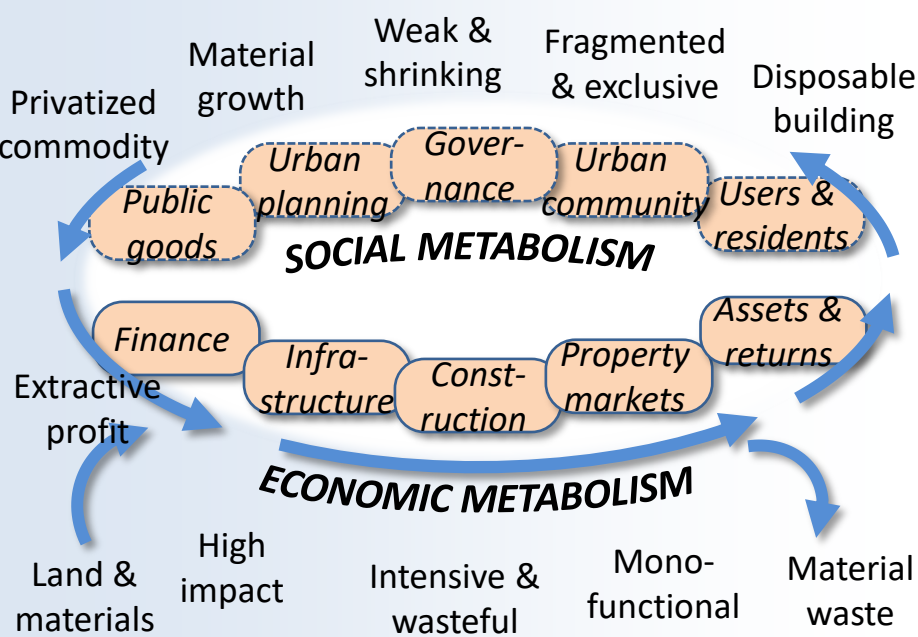 Privatized
commodity
Material
growth
Weak &
shrinking
Fragmented
& exclusive
Disposable
building
Public
goods
Urban
planning
Gover-
nance
Urban
community
Users &
residents
SOCIAL METABOLISM
Finance
Infra-
structure
Const-
ruction
Property
markets
Assets &
returns
Extractive
profit
ECONOMIC METABOLISM
Land &
materials
High
impact
Intensive &
wasteful
Mono-
functional
Material
waste